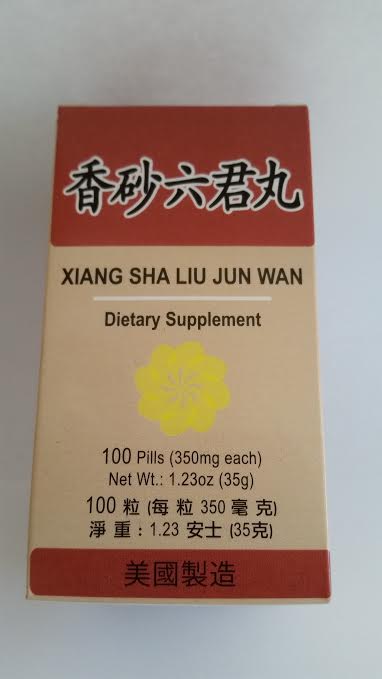 香砂六君丸
XIANG SHA LIU JUN WAN
Dietary Supplement
100 Pills (350mg each)
Net Wt.: 1.23oz (35g)
100 粒 (每 粒 350 毫 克)
淨 重 : 1.23 安士 (35克)
美國製造